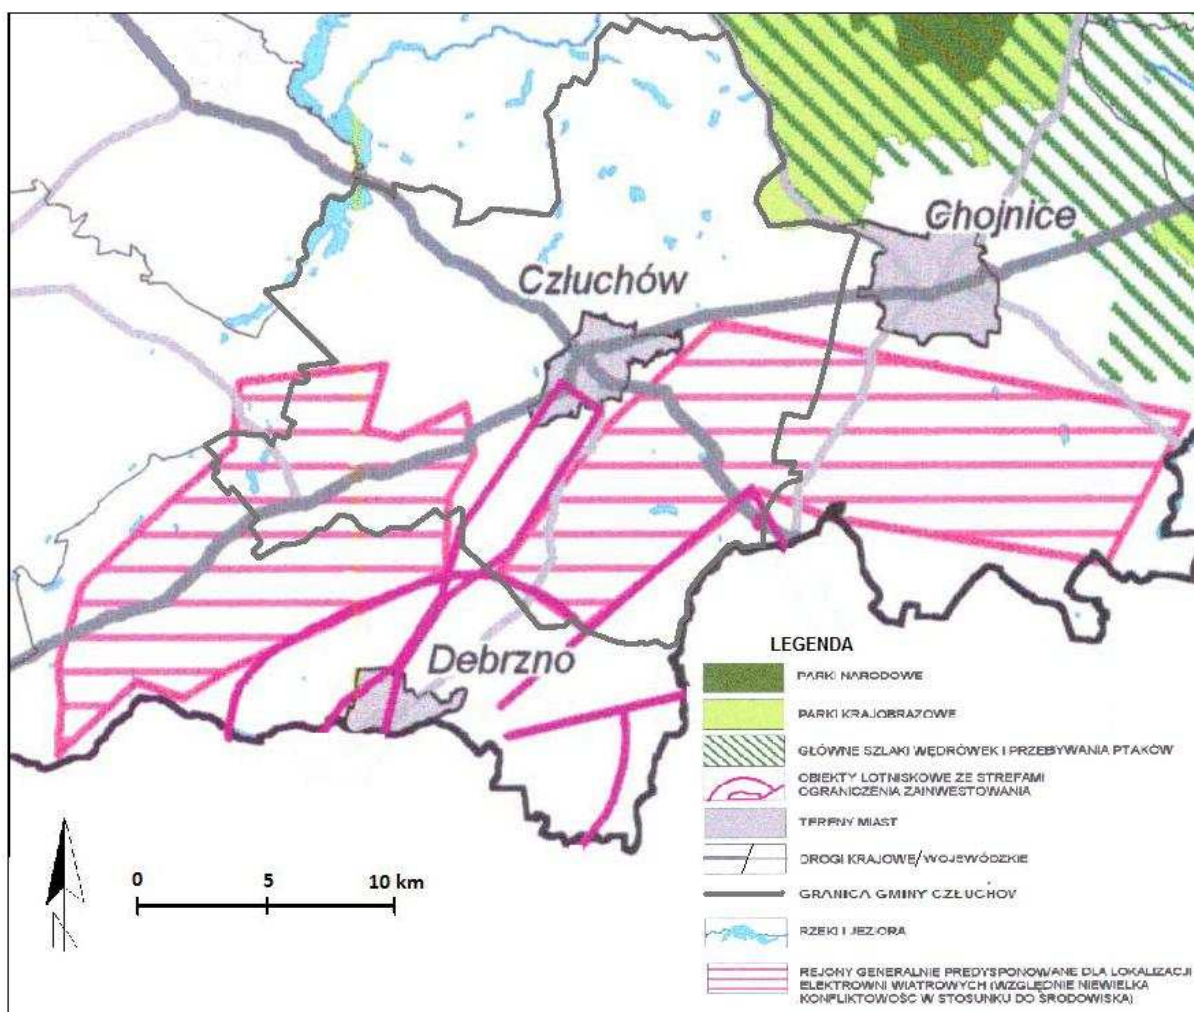 Chojnice
Człuchów
Debrzno
LEGENDA
PARKI NARODOWE
PARKI KRAJOBRAZOWE
GŁÓWNE SZLAKI WĘDRÓWEK I PRZEBYWANIA PTAKÓW
OBIEKTY LOTNISKOWE ZE STREFAMI
OGRANICZENIA ZAINWESTOWANIA
TERENY MIAST
DROGI KRAJOWE/WOJEWÓDZKIE
GRANICA GMINY CZŁUCHÓV
RZEKI I JEZIORA
REJONY GENERALNIE PREDYSPONOWANE DLA LOKALIZACJI
ELEKTROWNI WIATROWYCH (WZGLĘDNIE NIEWIELKA
KONFLIKTOWOŚĆ W STOSUNKU DO ŚRODOWISKA)
0 5 10 km
N